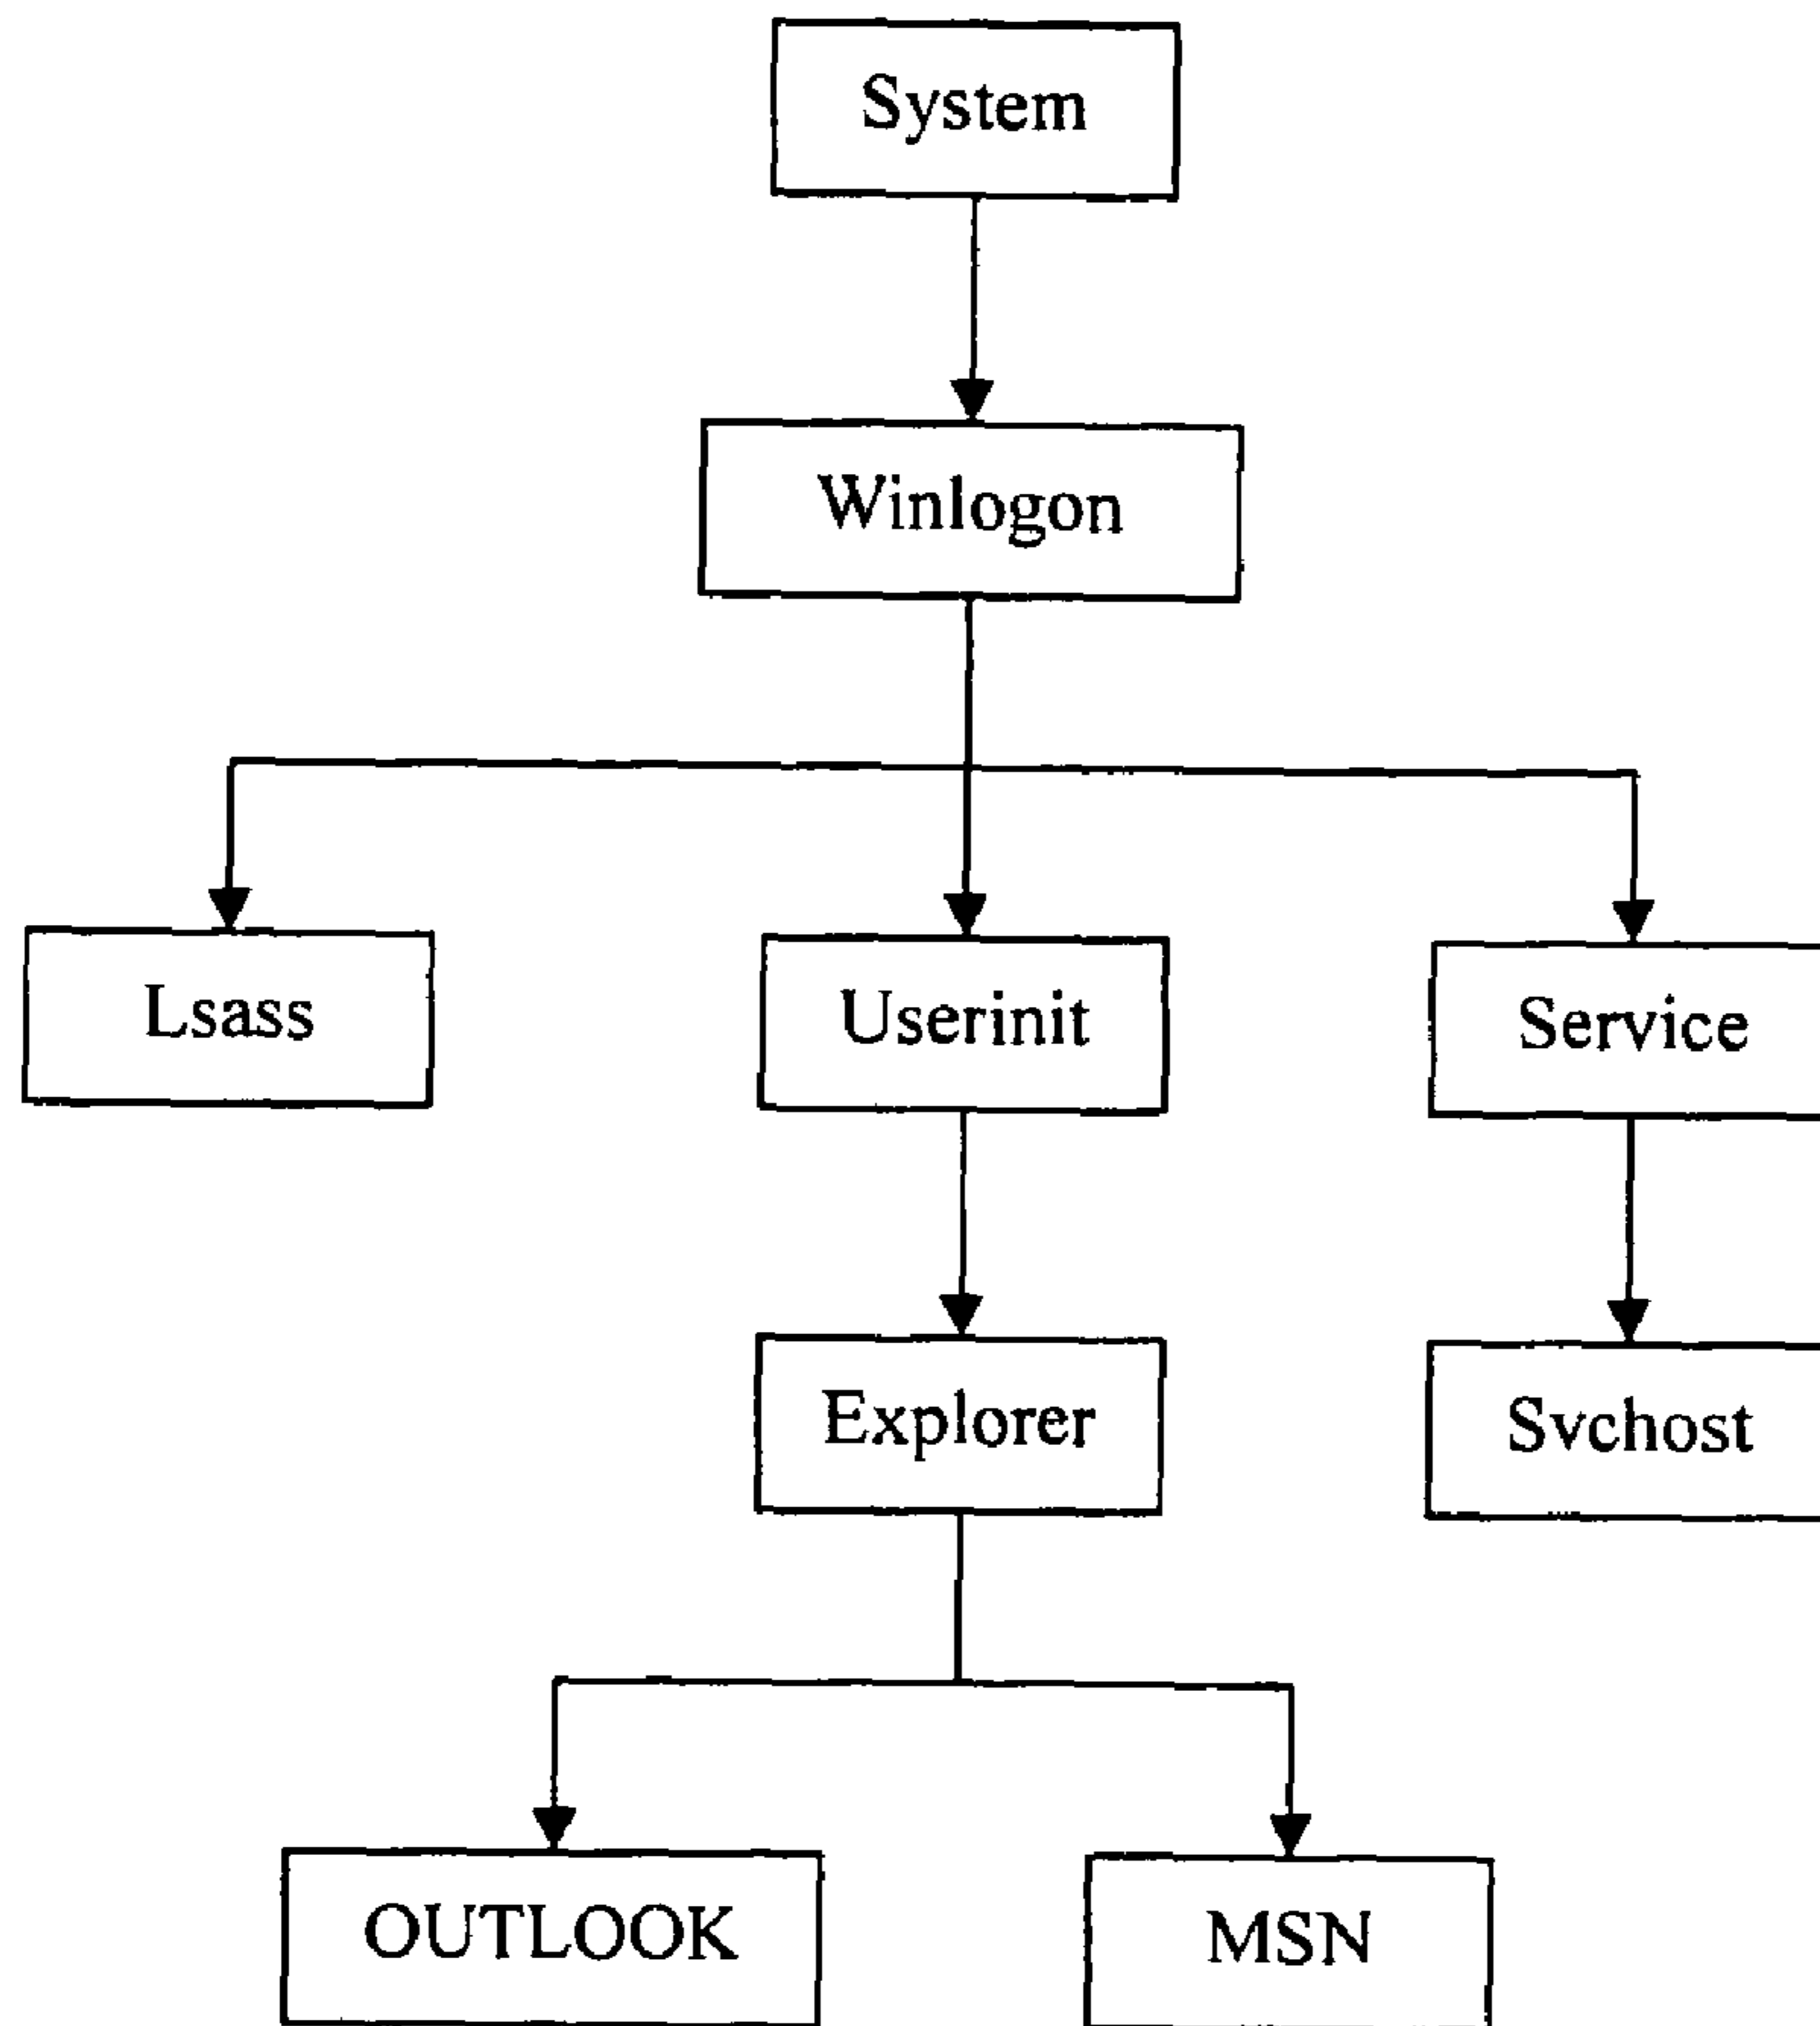 System
Winlogon
Lsass
Userinit
Service
Explorer
Svchost
OUTLOOK
MSN